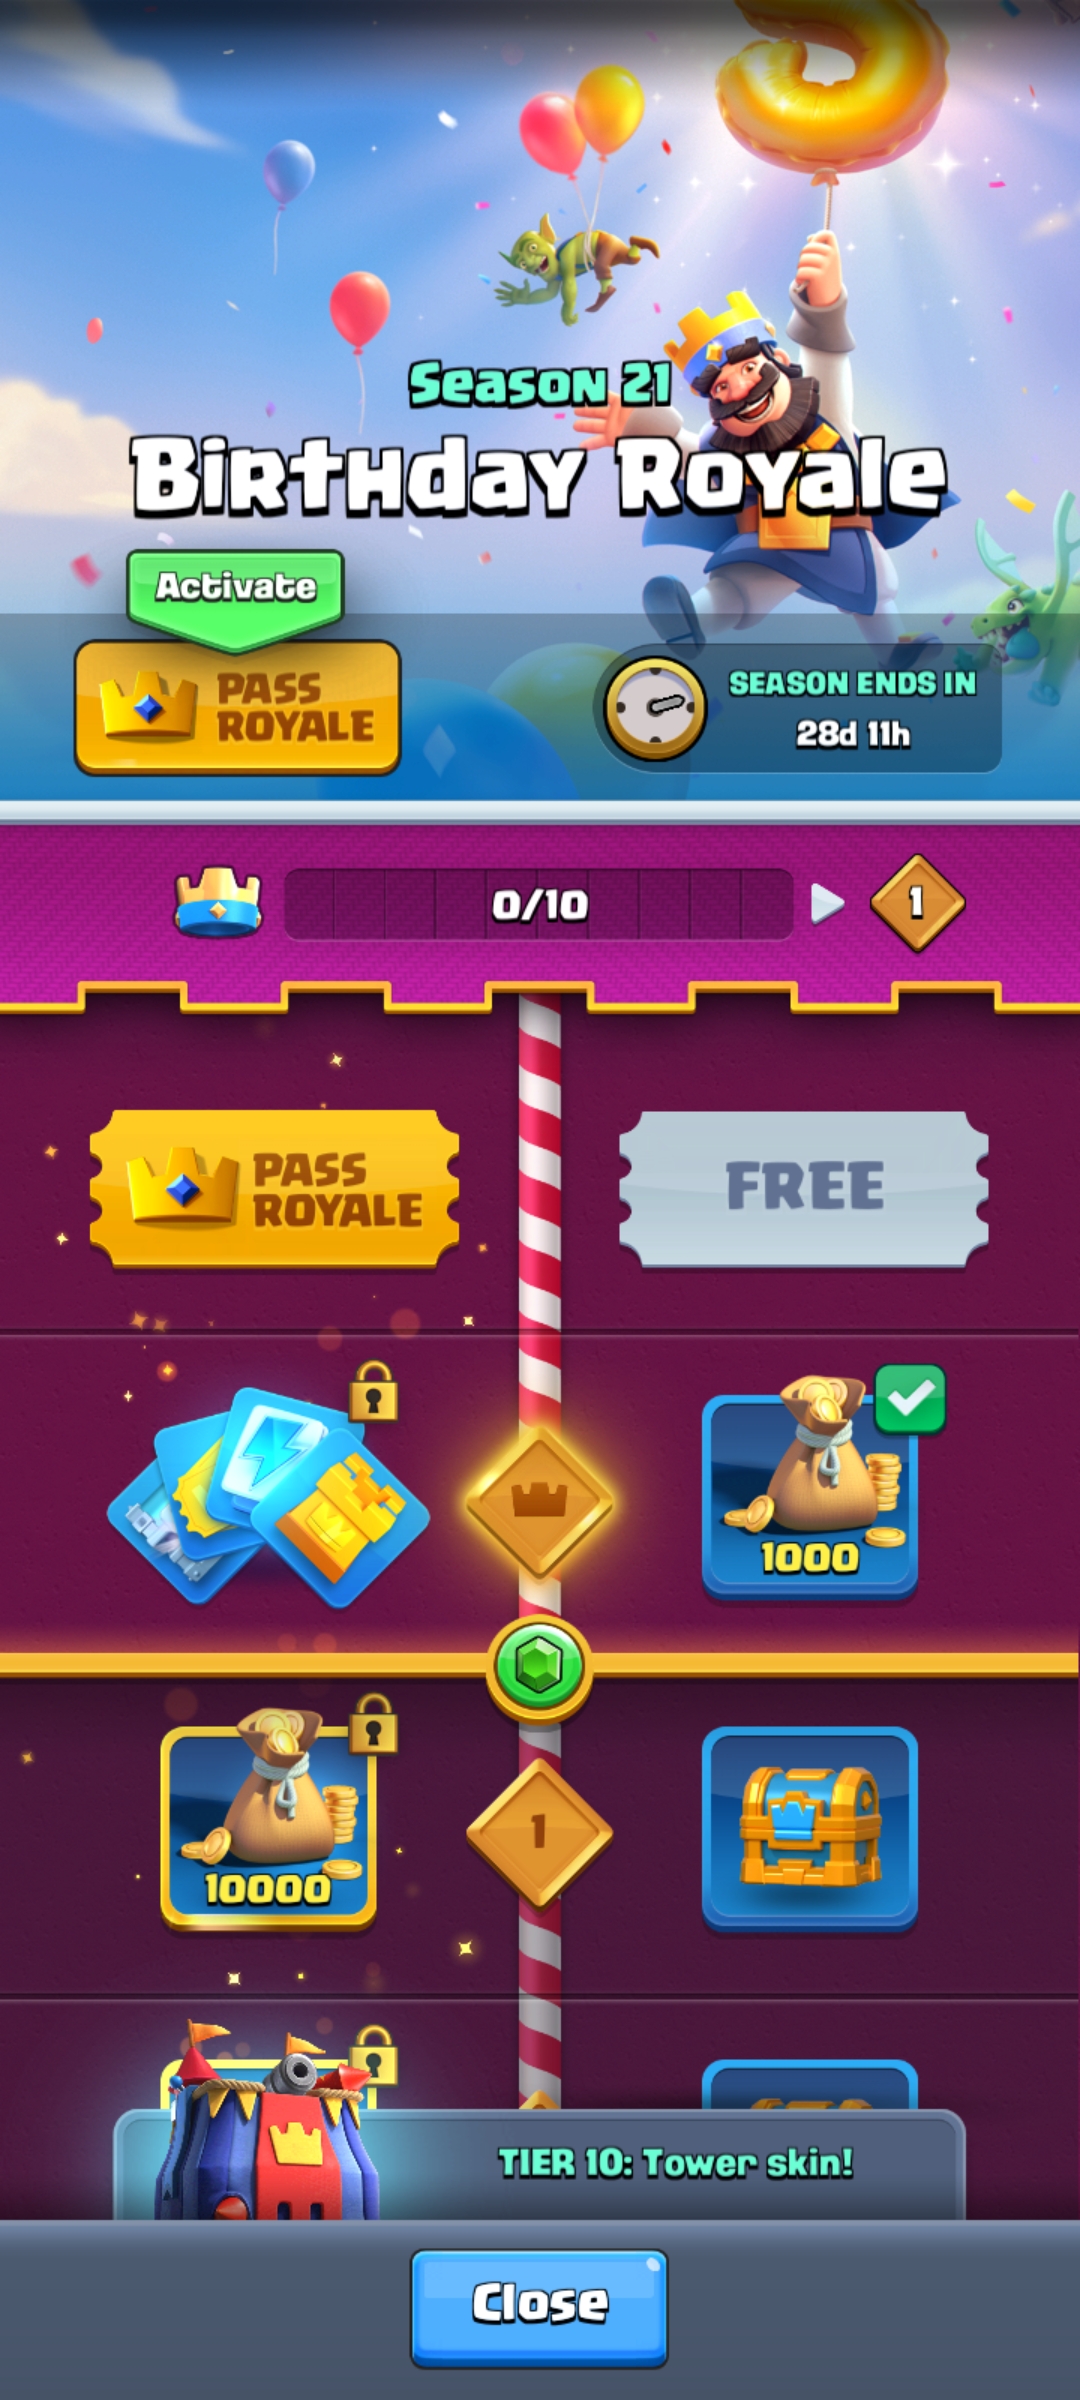 Season 21
Birthday Royale
Activate
PASS
ROYALE
SEASON ENDS IN
28d 11h
0/10
1
PASS
ROYALE
FREE
1000
10000
1
TIER 10: Tower skin!
Close